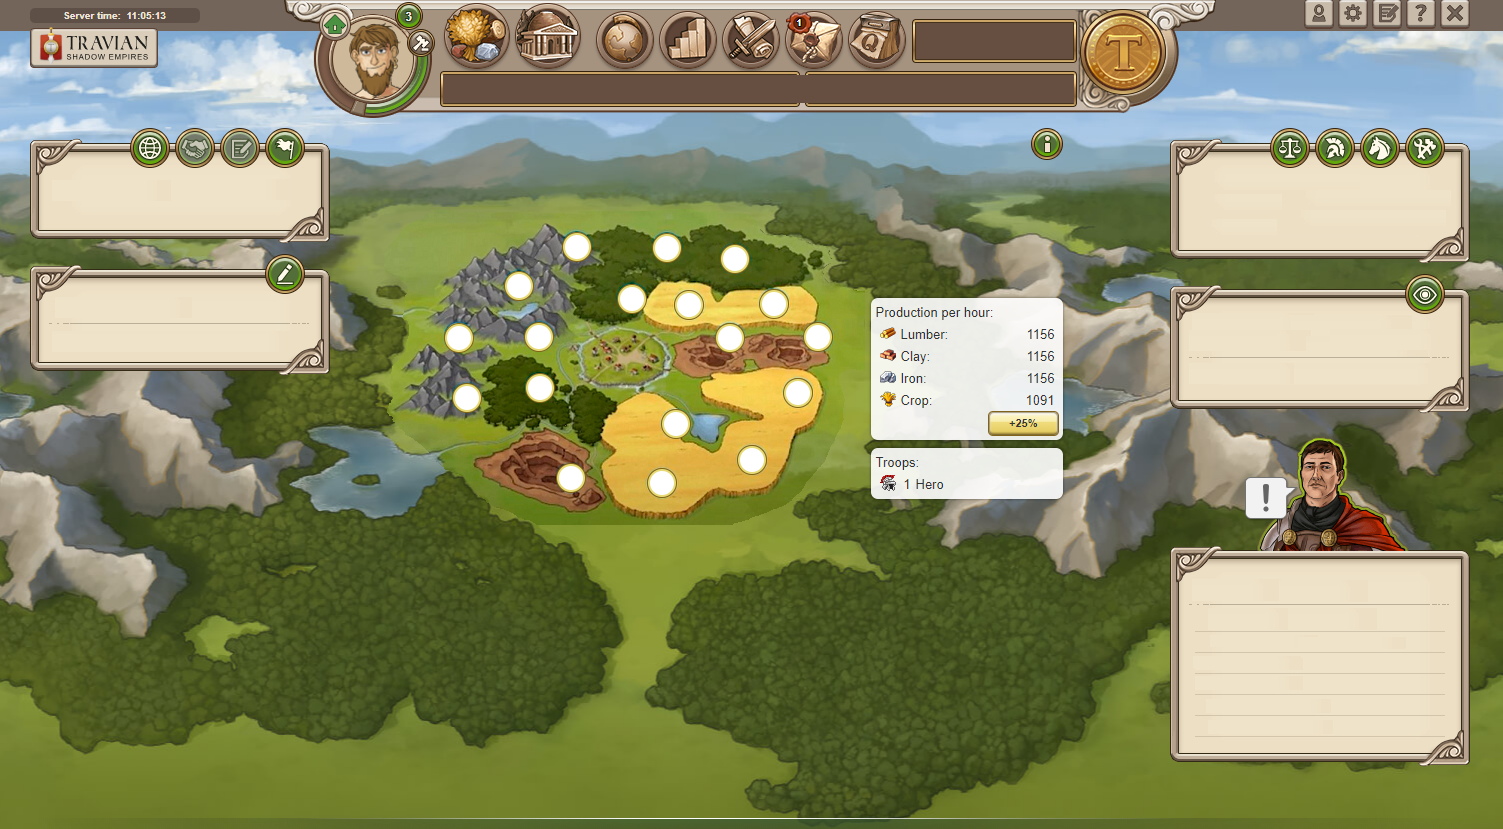 Server time: 11:05:13
TRAVIAN
SHADOW EMPIRES
3
1
Q
T
Production per hour:
Lumber: 1156
Clay: 1156
Iron: 1156
Crop: 1091
+25%
Troops:
1 Hero
!
?